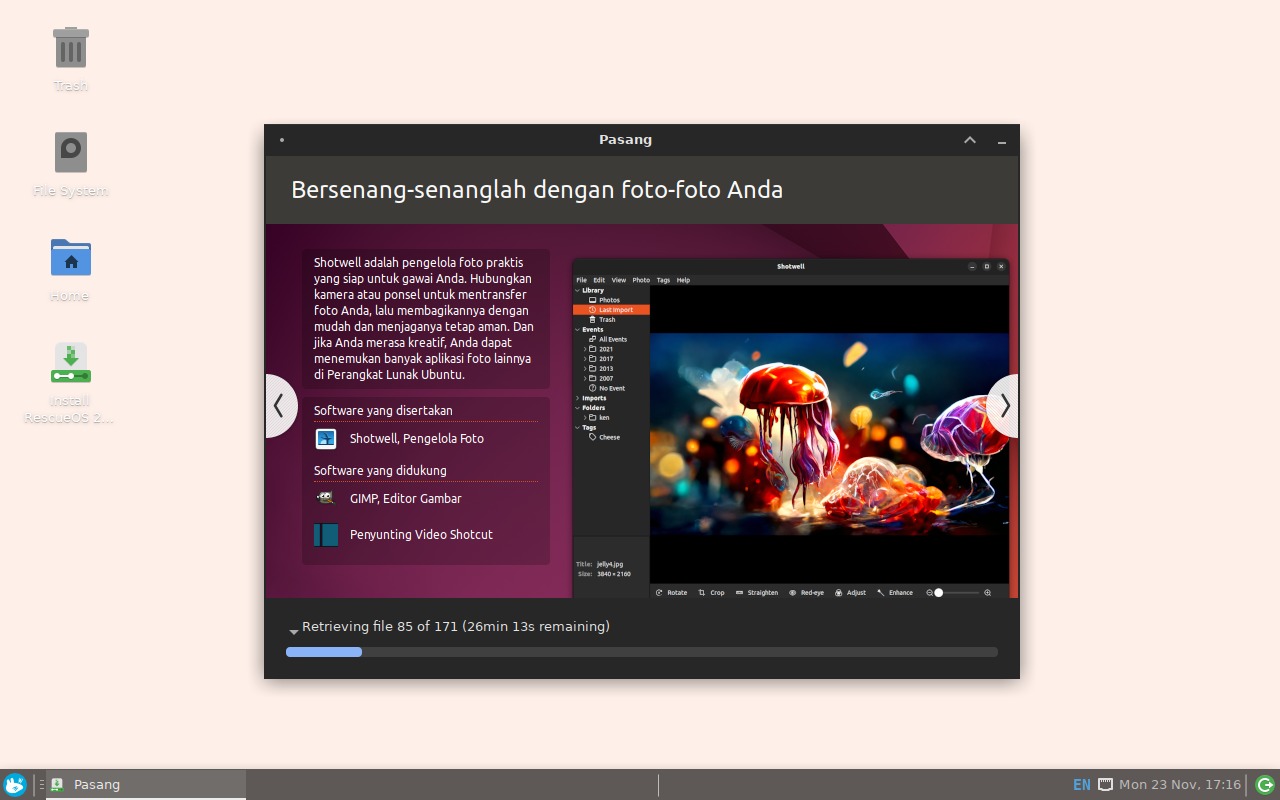 Trash
File System
Home
Install
RescueOS 2...
Pasang
Bersenang-senanglah dengan foto-foto Anda
Shotwell adalah pengelola foto praktis
yang siap untuk gawai Anda. Hubungkan
kamera atau ponsel untuk mentransfer
foto Anda, lalu membagikannya dengan
mudah dan menjaganya tetap aman. Dan
jika Anda merasa kreatif, Anda dapat
menemukan banyak aplikasi foto lainnya
di Perangkat Lunak Ubuntu.
Software yang disertakan
Shotwell, Pengelola Foto
Software yang didukung
GIMP, Editor Gambar
Penyunting Video Shotcut
Shotwell
File Edit View Photo Tags Help
Library
Photos
Last Import
Trash
Events
All Events
2021
2017
2013
2007
No Event
Imports
Folders
ken
Tags
Cheese
Title: jelly4.jpg
Size: 3840 × 2160
Rotate Crop Straighten Red-eye Adjust Enhance
Retrieving file 85 of 171 (26min 13s remaining)
Pasang
EN Mon 23 Nov, 17:16